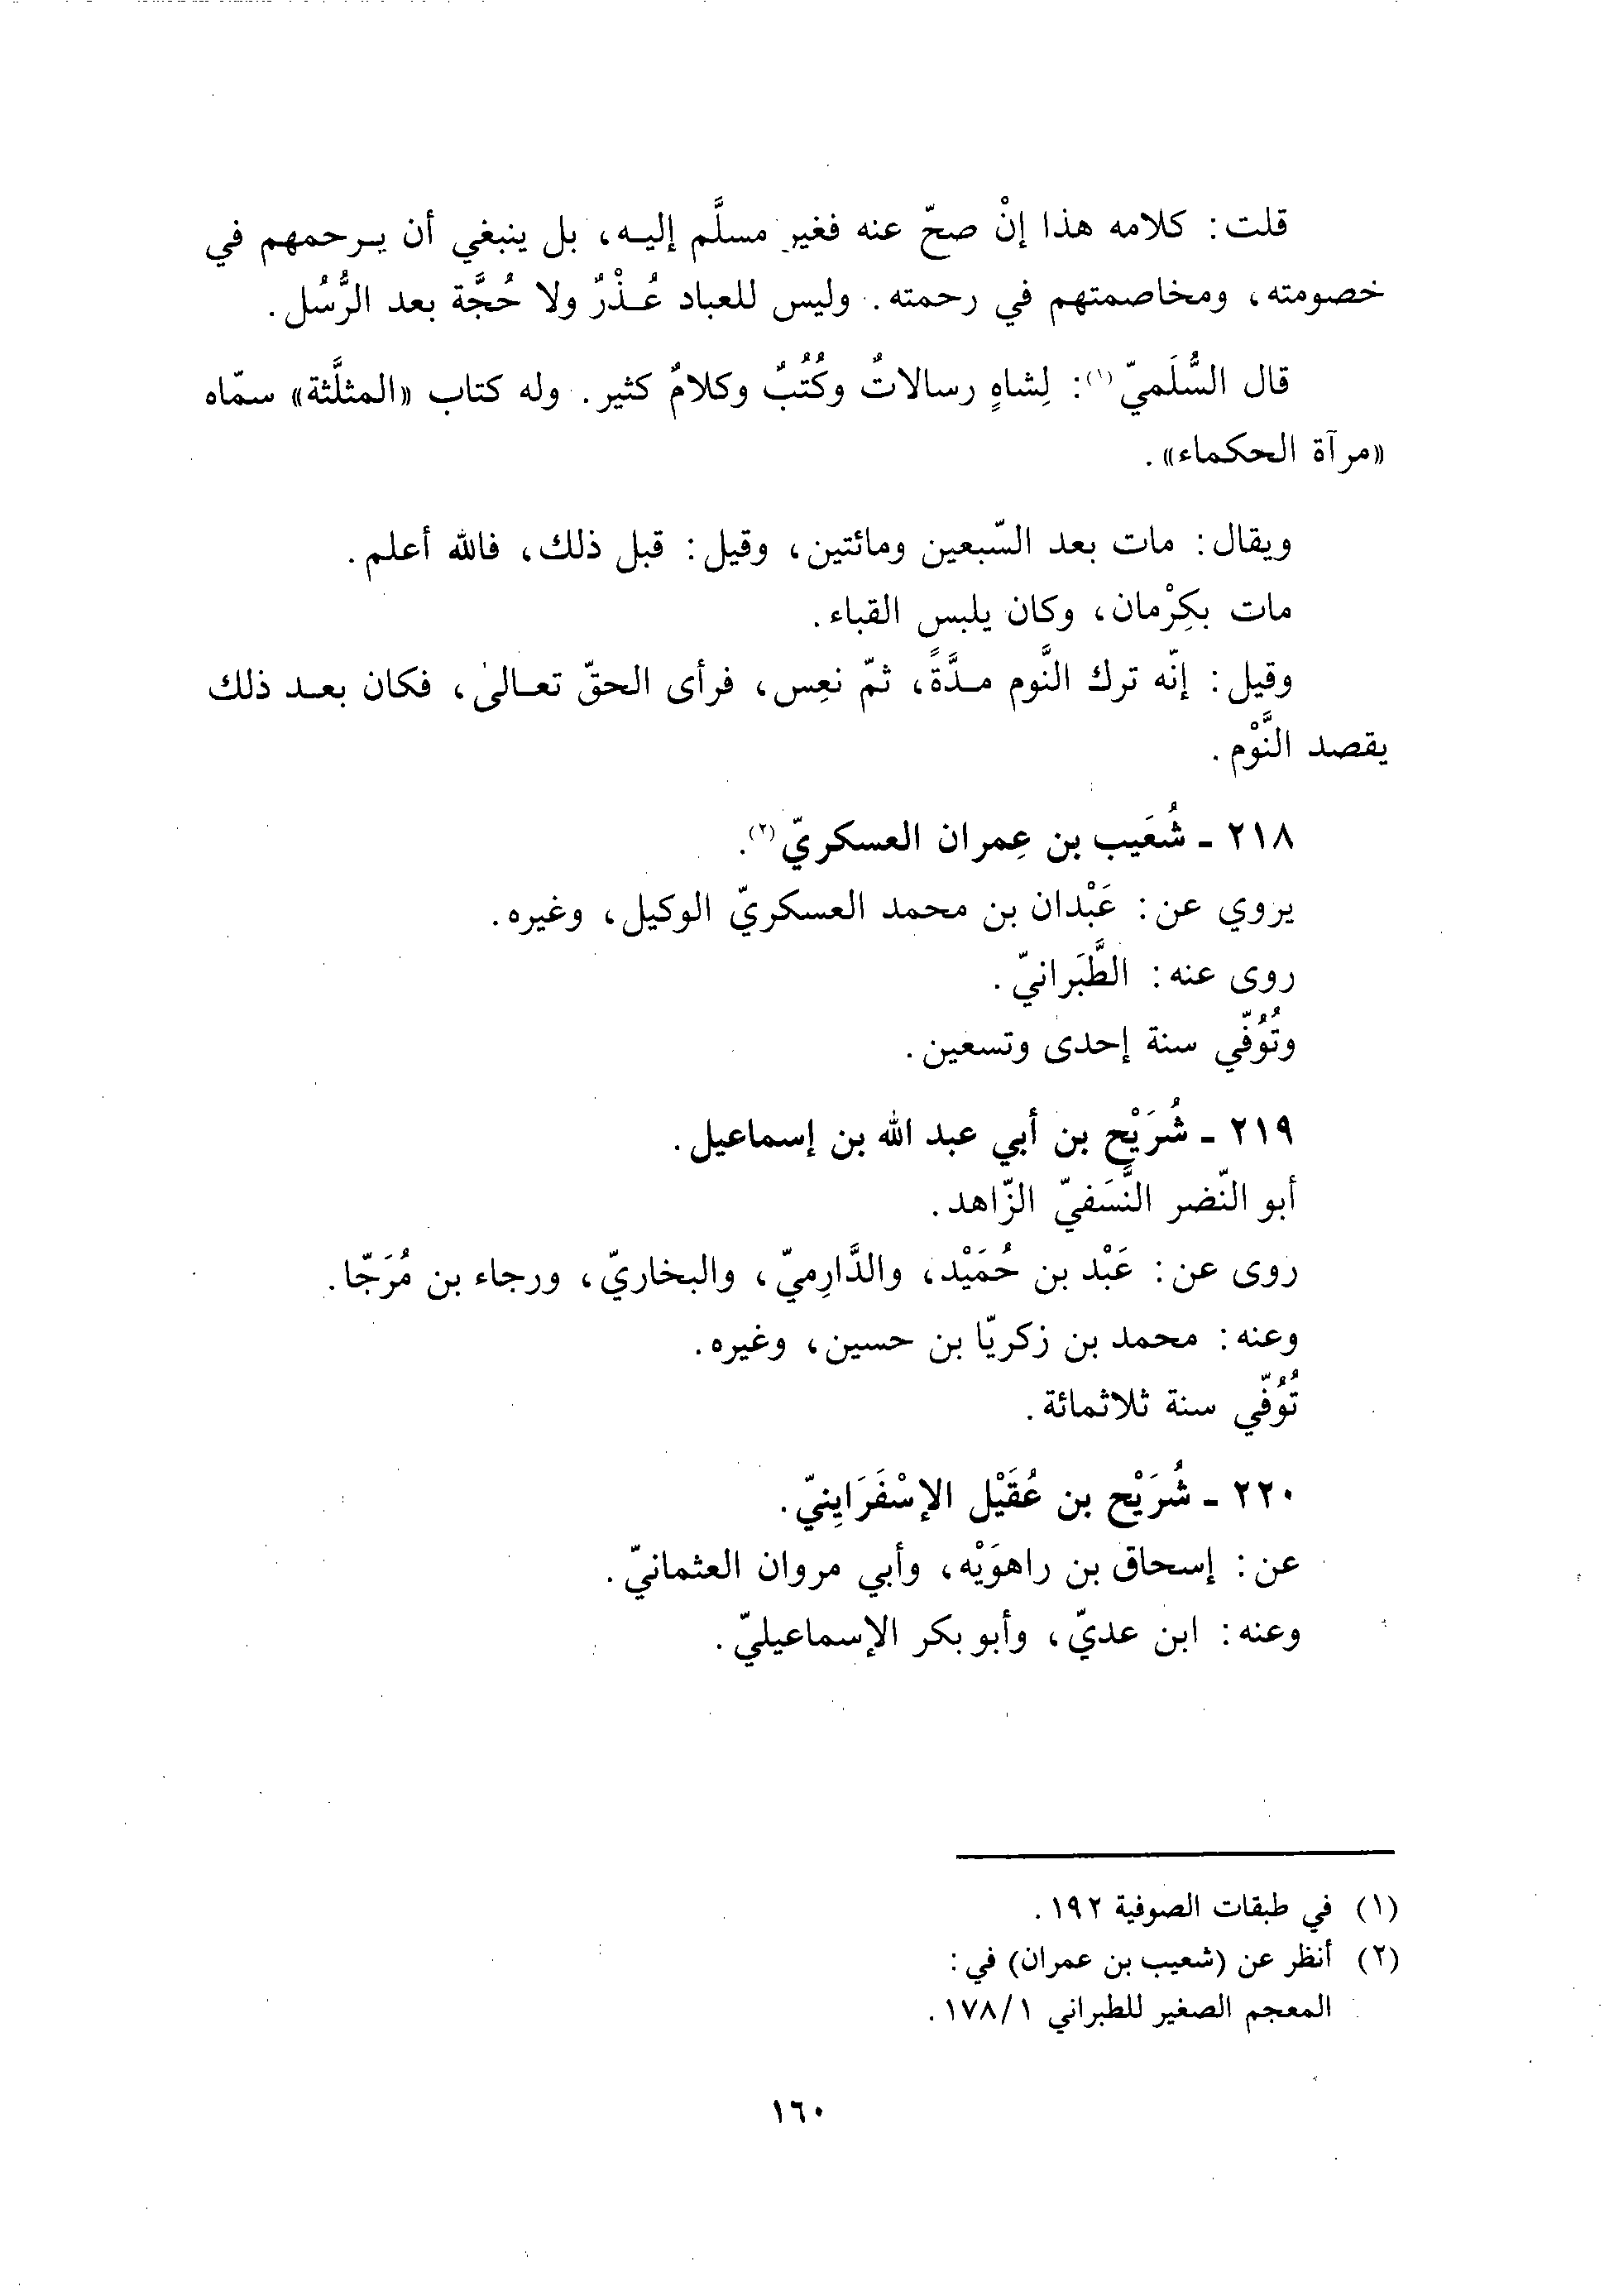 قلت: كلامه هذا إنْ صحّ عنه فغير مسلَّم إليه، بل ينبغي أن يرحمهم في
خصومته، ومخاصمتهم في رحمته. وليس للعباد عُذْرٌ ولا حُجَّة بعد الرُّسُل.
قال السُّلَميّ(١): لِشاهٍ رسالاتٌ وكُتُبٌ وكلامٌ كثير. وله كتاب «المثلَّثة» سمّاه
«مرآة الحكماء».
ويقال: مات بعد السّبعين ومائتين، وقيل: قبل ذلك، فالله أعلم.
مات بكِرْمان، وكان يلبس القباء.
وقيل: إنّه ترك النَّوم مدَّةً، ثمّ نعِس، فرأى الحقّ تعالىٰ، فكان بعد ذلك
يقصد النَّوْم.
٢١٨ ـ شُعَيب بن عِمران العسكريّ(٢).
يروي عن: عَبْدان بن محمد العسكريّ الوكيل، وغيره.
روى عنه: الطَّبَرانيّ.
وتُوُفّي سنة إحدى وتسعين.
٢١٩ ـ شُرَيْح بن أبي عبد الله بن إسماعيل.
أبو النّضر النَّسَفيّ الزّاهد.
روى عن: عَبْد بن حُمَيْد، والدَّارِميّ، والبخاريّ، ورجاء بن مُرَجّا.
وعنه: محمد بن زكريّا بن حسين، وغيره.
تُوُفّي سنة ثلاثمائة.
٢٢٠ ـ شُرَيْح بن عُقَيْل الإسْفَرَايِنيّ.
عن: إسحاق بن راهوَيْه، وأبي مروان العثمانيّ.
وعنه: ابن عديّ، وأبو بكر الإسماعيليّ.
(١) في طبقات الصوفية ١٩٢.
(٢) أنظر عن (شعيب بن عمران) في:
المعجم الصغير للطبراني ١٧٨/١.
١٦٠